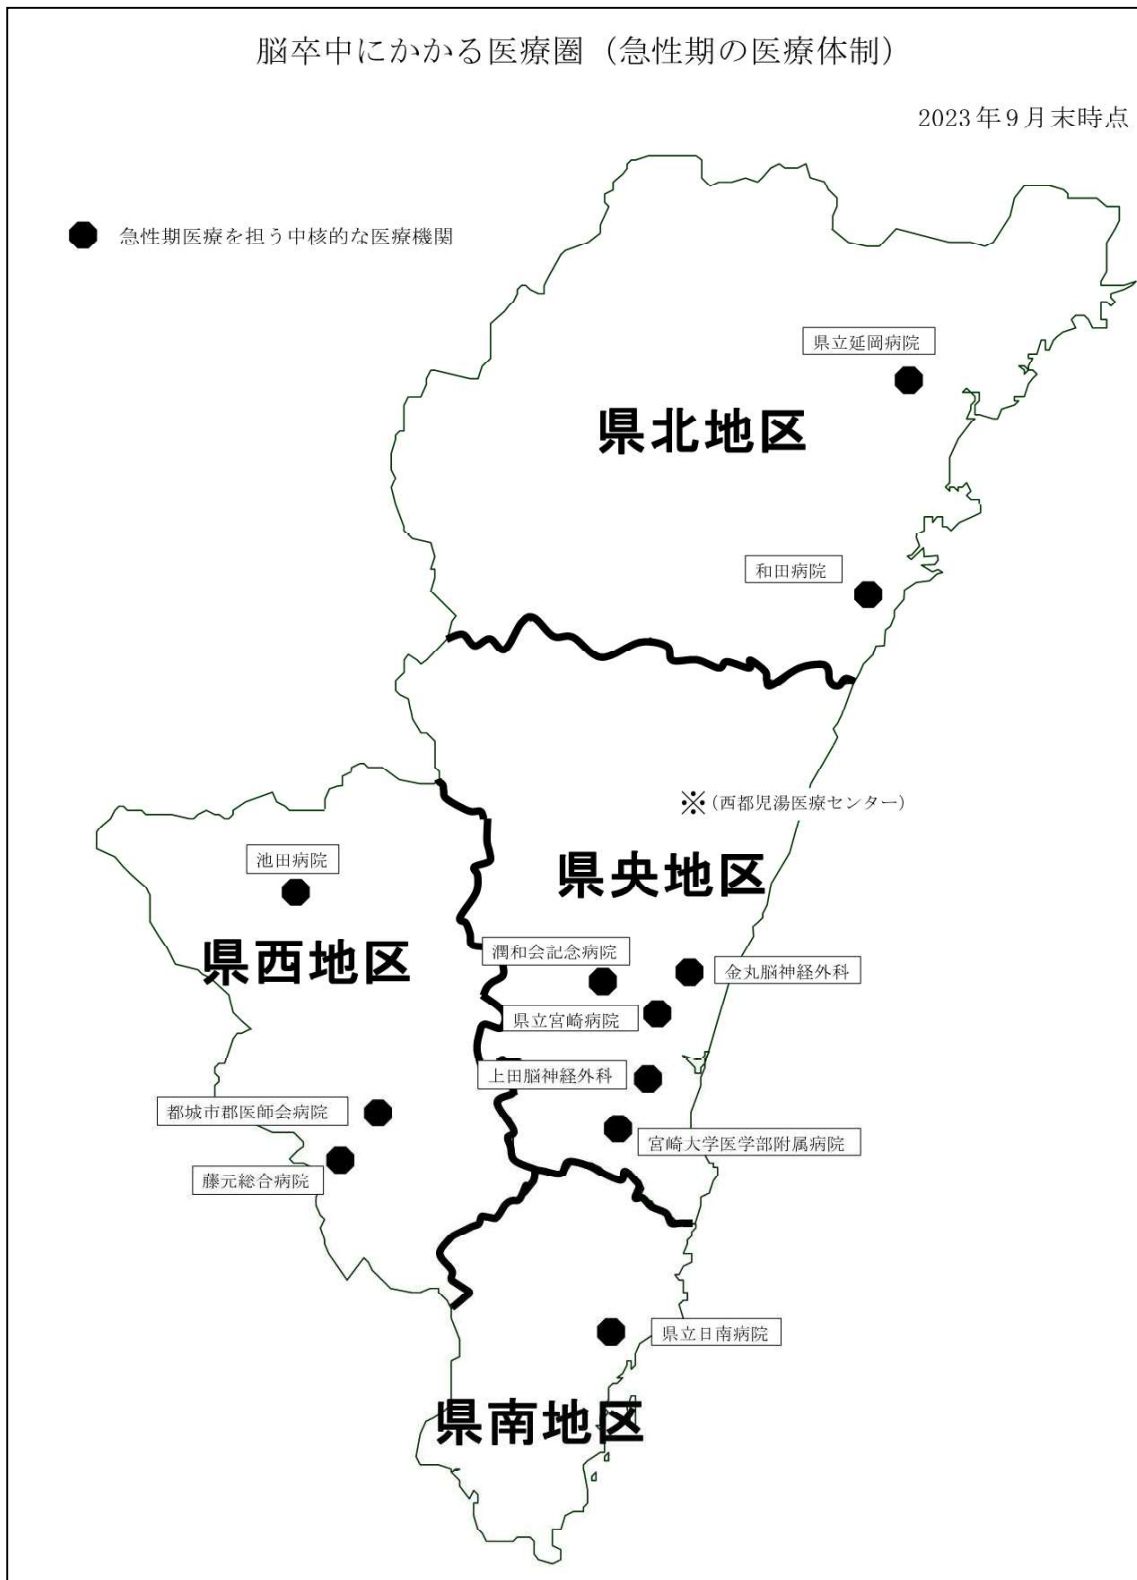 脳卒中にかかる医療圏（急性期の医療体制）
2023年9月末時点
急性期医療を担う中核的な医療機関
県立延岡病院
県北地区
和田病院
※(西都児湯医療センター)
池田病院
県央地区
県西地区
潤和会記念病院
金丸脳神経外科
県立宮崎病院
上田脳神経外科
都城市郡医師会病院
宮崎大学医学部附属病院
藤元総合病院
県立日南病院
県南地区